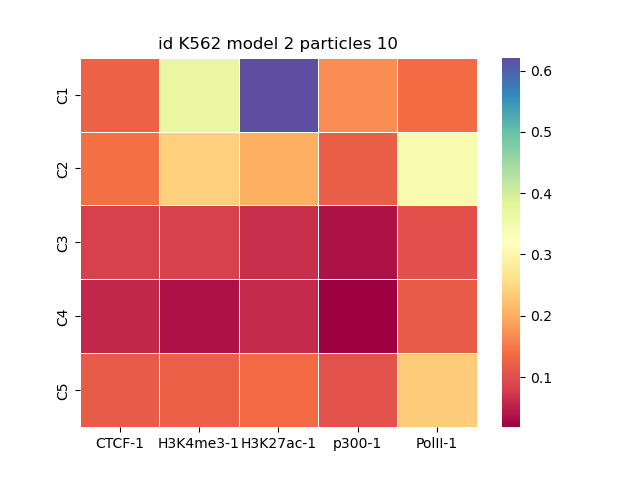 id K562 model 2 particles 10
C1
C2
C3
C4
C5
CTCF-1 H3K4me3-1 H3K27ac-1 p300-1 PolII-1
0.6
0.5
0.4
0.3
0.2
0.1